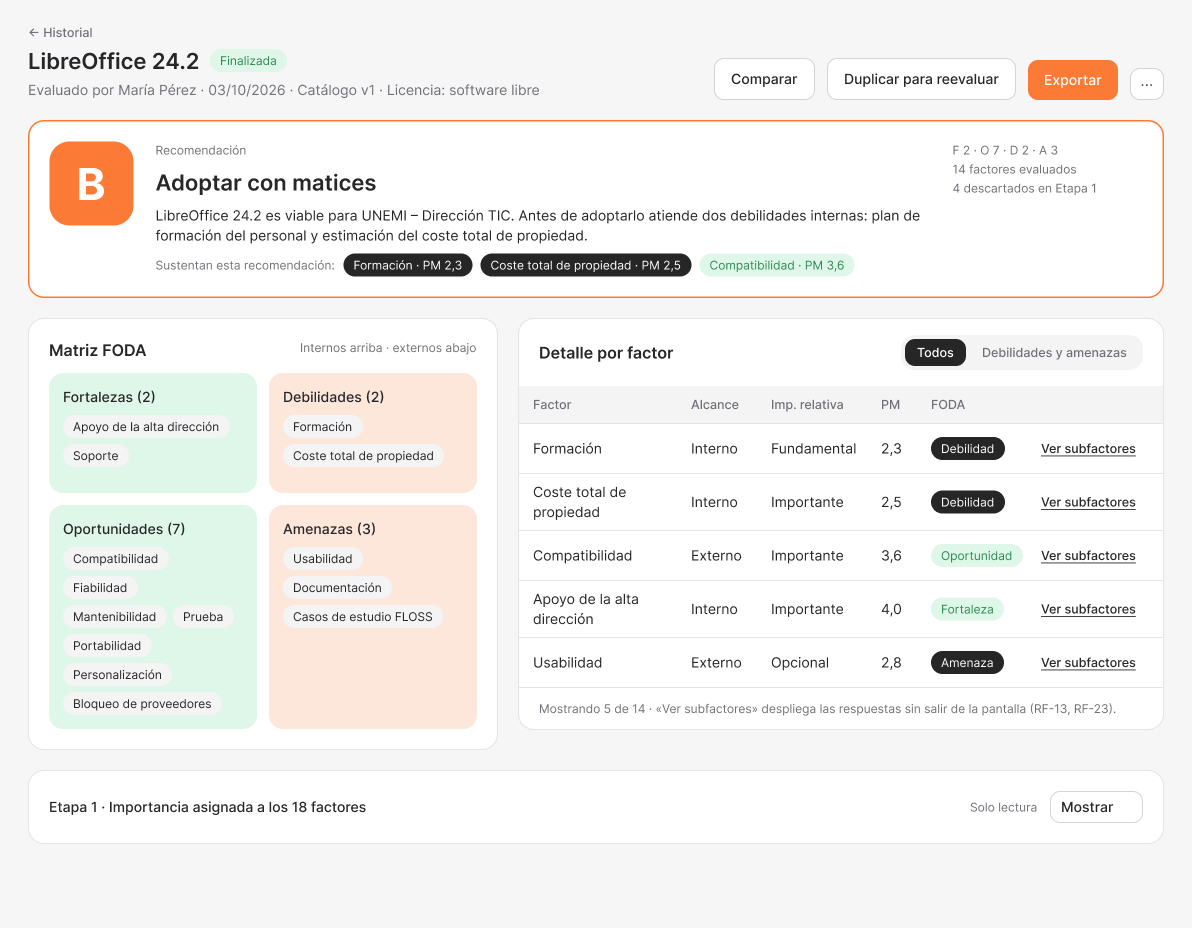 ← Historial
LibreOffice 24.2 Finalizada
Evaluado por María Pérez · 03/10/2026 · Catálogo v1 · Licencia: software libre
Comparar Duplicar para reevaluar Exportar ...
B
Recomendación
Adoptar con matices
LibreOffice 24.2 es viable para UNEMI – Dirección TIC. Antes de adoptarlo atiende dos debilidades internas: plan de
formación del personal y estimación del coste total de propiedad.
Sustentan esta recomendación: Formación · PM 2,3 Coste total de propiedad · PM 2,5 Compatibilidad · PM 3,6
F 2 · O 7 · D 2 · A 3
14 factores evaluados
4 descartados en Etapa 1
Matriz FODA Internos arriba · externos abajo
Fortalezas (2)
Apoyo de la alta dirección
Soporte
Debilidades (2)
Formación
Coste total de propiedad
Oportunidades (7)
Compatibilidad
Fiabilidad
Mantenibilidad Prueba
Portabilidad
Personalización
Bloqueo de proveedores
Amenazas (3)
Usabilidad
Documentación
Casos de estudio FLOSS
Detalle por factor Todos Debilidades y amenazas
Factor Alcance Imp. relativa PM FODA
Formación Interno Fundamental 2,3 Debilidad Ver subfactores
Coste total de
propiedad Interno Importante 2,5 Debilidad Ver subfactores
Compatibilidad Externo Importante 3,6 Oportunidad Ver subfactores
Apoyo de la alta
dirección Interno Importante 4,0 Fortaleza Ver subfactores
Usabilidad Externo Opcional 2,8 Amenaza Ver subfactores
Mostrando 5 de 14 · «Ver subfactores» despliega las respuestas sin salir de la pantalla (RF-13, RF-23).
Etapa 1 · Importancia asignada a los 18 factores Solo lectura Mostrar